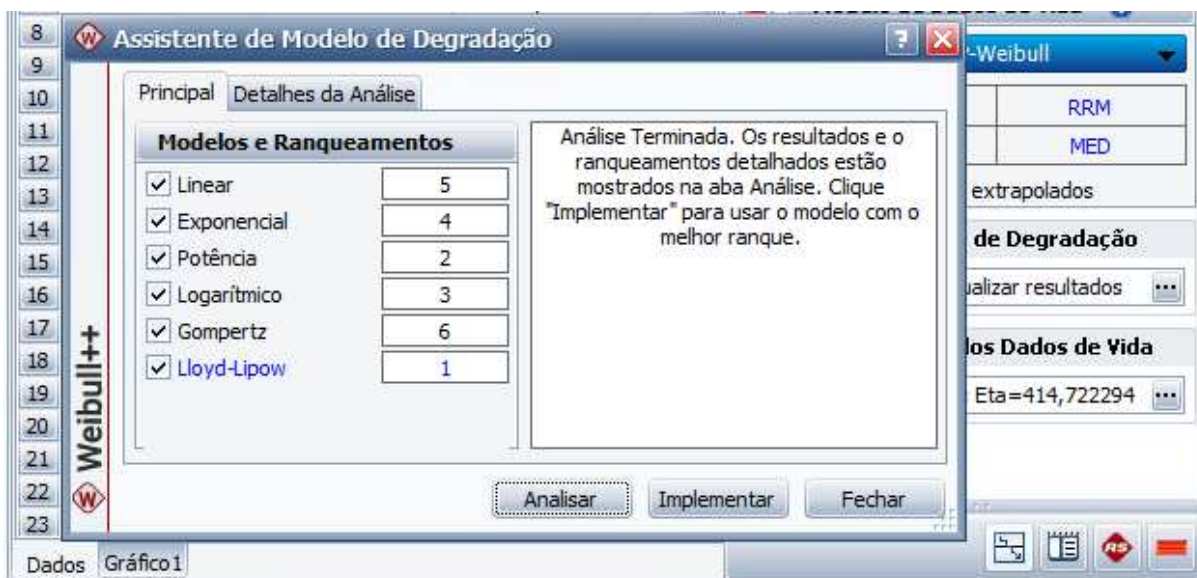 8
9
10
11
12
13
14
15
16
17
18
19
20
21
22
23
Assistente de Modelo de Degradação
?
Principal
Detalhes da Análise
Modelos e Ranqueamentos
Linear 5
Exponencial 4
Potência 2
Logarítmico 3
Gompertz 6
Lloyd-Lipow 1
Análise Terminada. Os resultados e o
ranqueamentos detalhados estão
mostrados na aba Análise. Clique
"Implementar" para usar o modelo com o
melhor ranque.
Weibull++
W
W
Analisar
Implementar
Fechar
-Weibull
RRM
MED
extrapolados
de Degradação
ualizar resultados ...
los Dados de Vida
Eta=414,722294 ...
Dados
Gráfico1